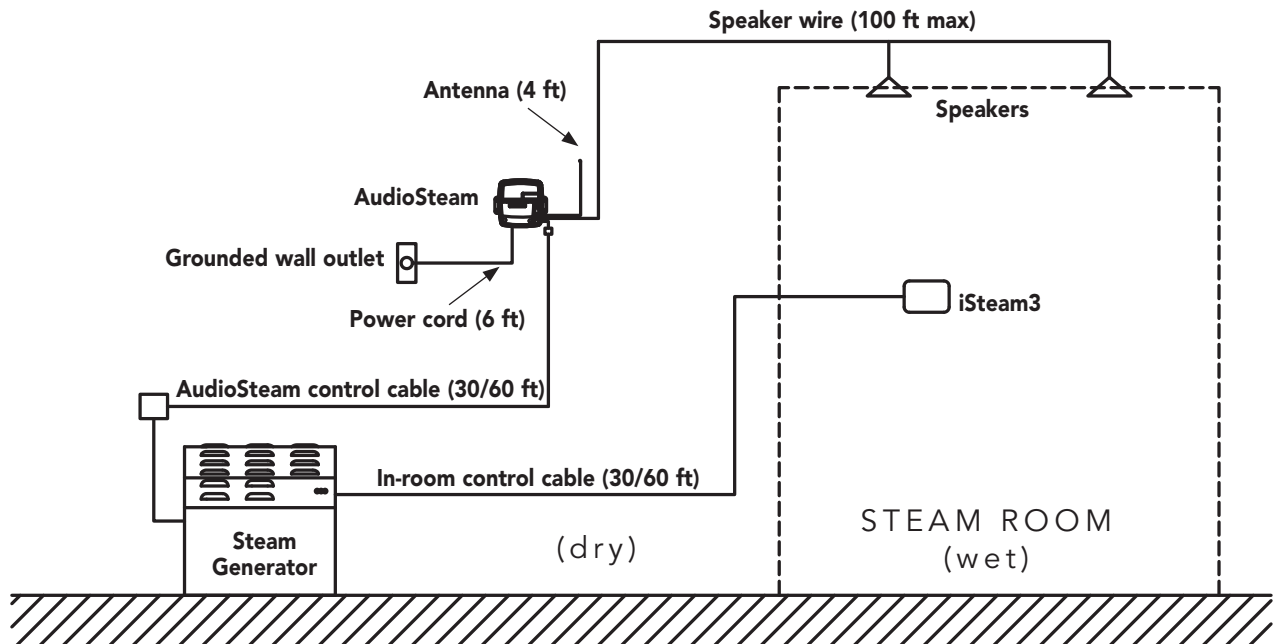 Speaker wire (100 ft max)
Antenna (4 ft)
Speakers
AudioSteam
Grounded wall outlet
Power cord (6 ft)
iSteam3
AudioSteam control cable (30/60 ft)
In-room control cable (30/60 ft)
Steam
Generator
(dry)
STEAM ROOM
(wet)